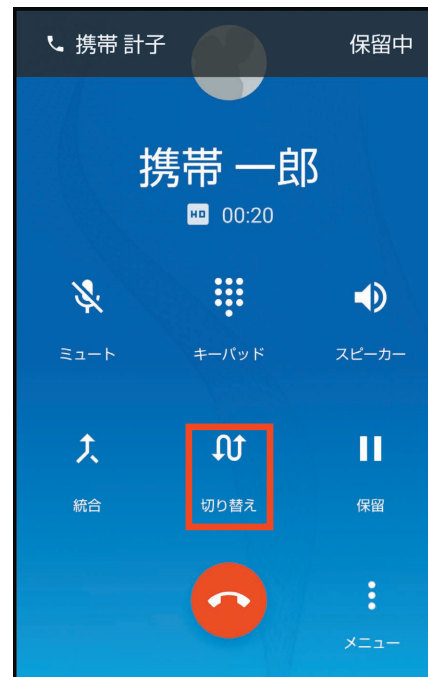 携帯 計子 保留中
携帯 一郎
HD 00:20
ミュート キーパッド スピーカー
統合 切り替え 保留
メニュー